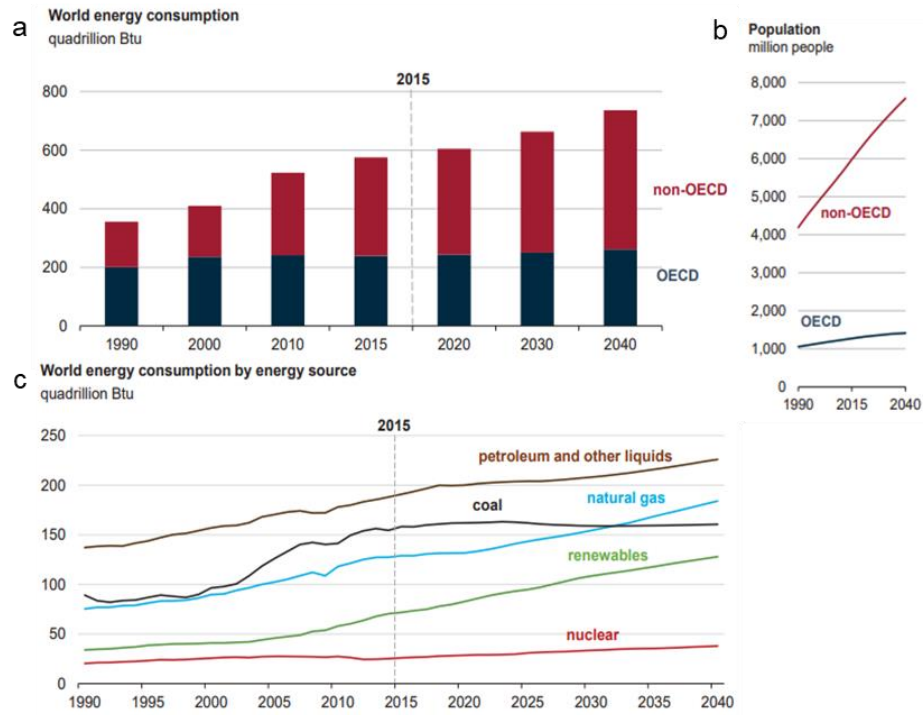 a
World energy consumption
quadrillion Btu
2015
800
600
400
200
0
non-OECD
OECD
1990 2000 2010 2015 2020 2030 2040
b
Population
million people
8,000
7,000
6,000
5,000
4,000
3,000
2,000
1,000
0
non-OECD
OECD
1990 2015 2040
c
World energy consumption by energy source
quadrillion Btu
2015
250
200
150
100
50
0
petroleum and other liquids
natural gas
coal
renewables
nuclear
1990 1995 2000 2005 2010 2015 2020 2025 2030 2035 2040